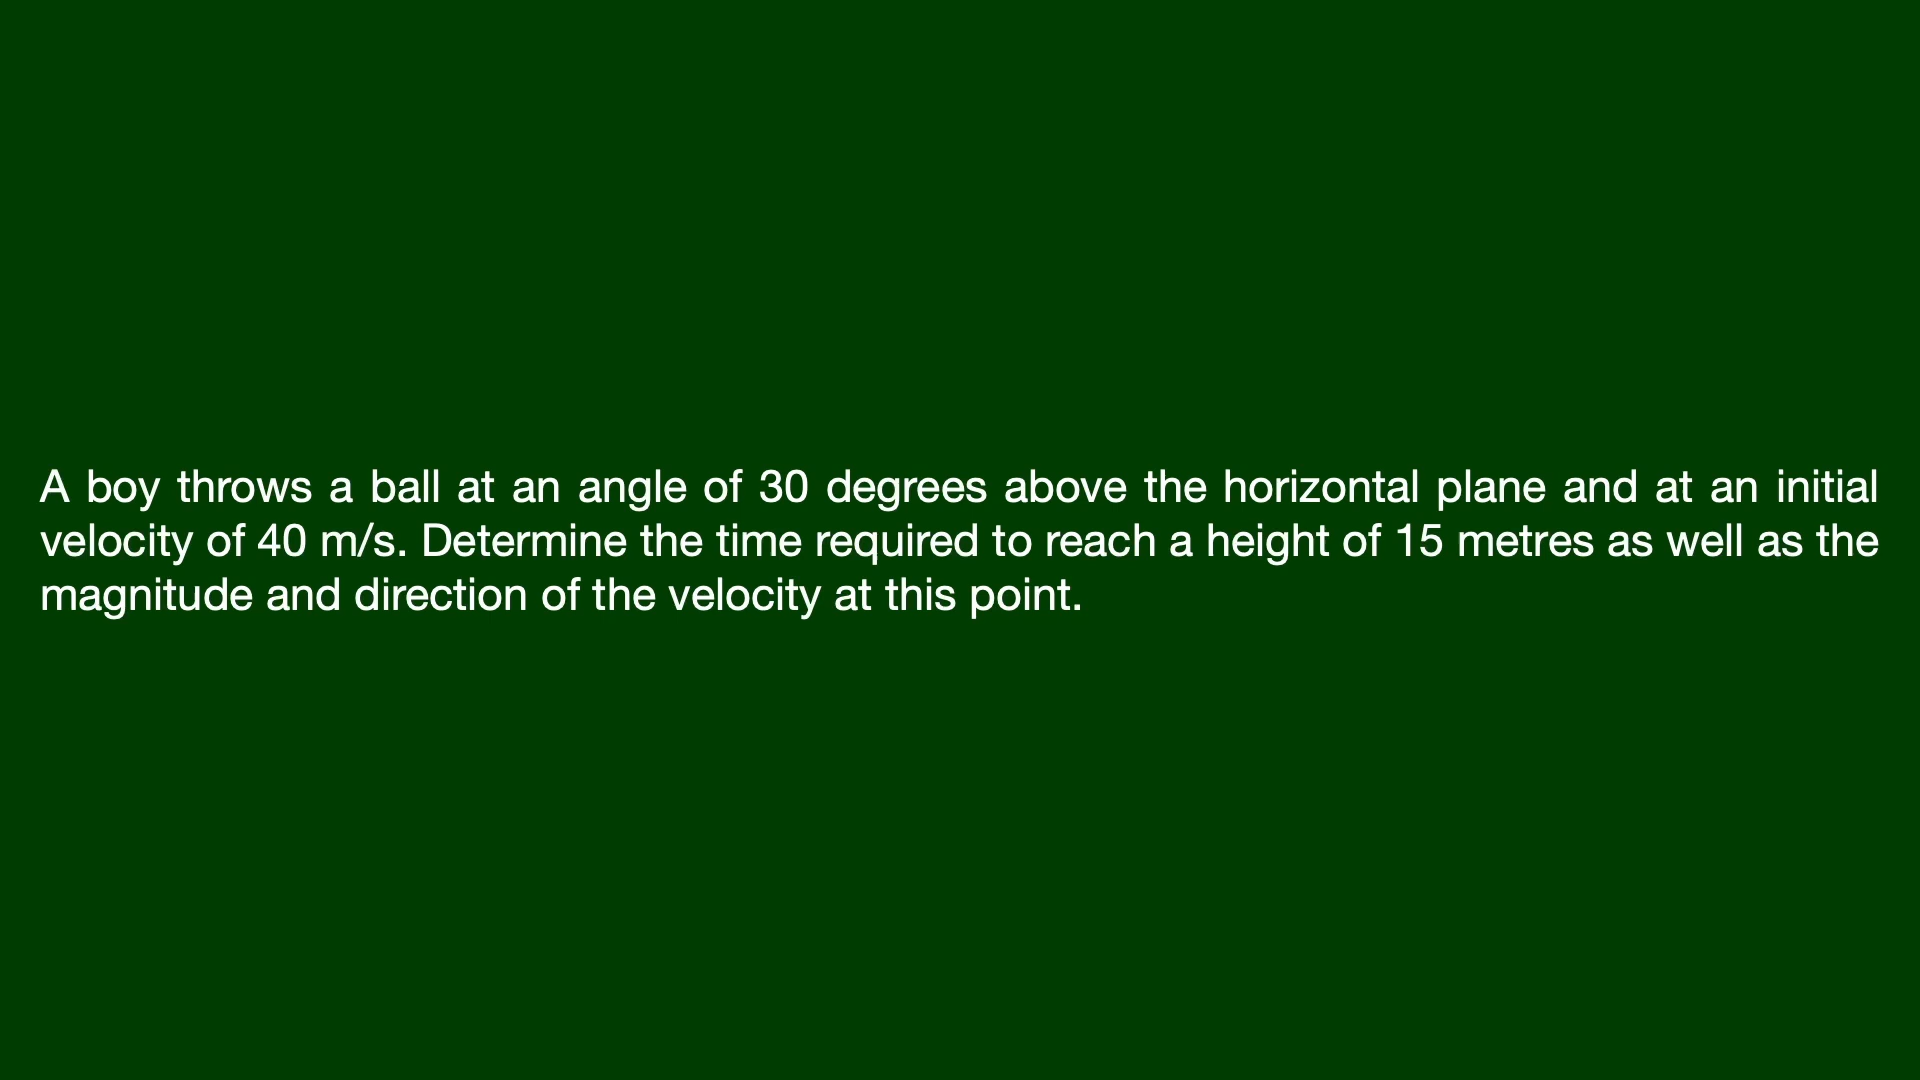 A boy throws a ball at an angle of 30 degrees above the horizontal plane and at an initial
velocity of 40 m/s. Determine the time required to reach a height of 15 metres as well as the
magnitude and direction of the velocity at this point.